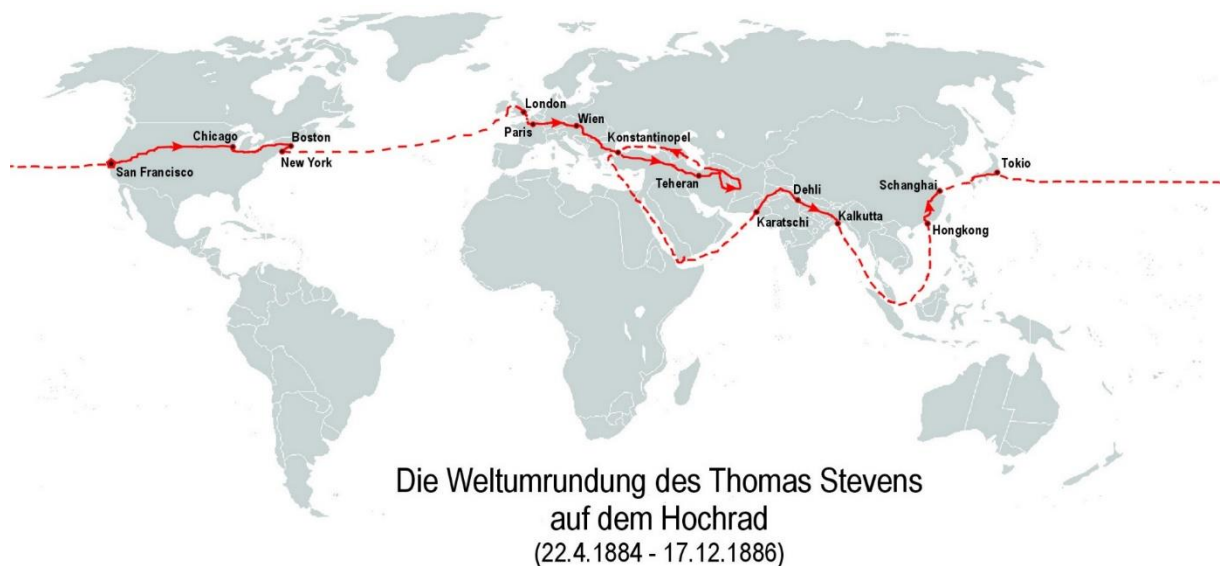 London
Paris
Wien
Chicago
Boston
Konstantinopel
New York
San Francisco
Teheran
Dehli
Schanghai
Tokio
Karatschi
Kalkutta
Hongkong
Die Weltumrundung des Thomas Stevens
auf dem Hochrad
(22.4.1884 - 17.12.1886)